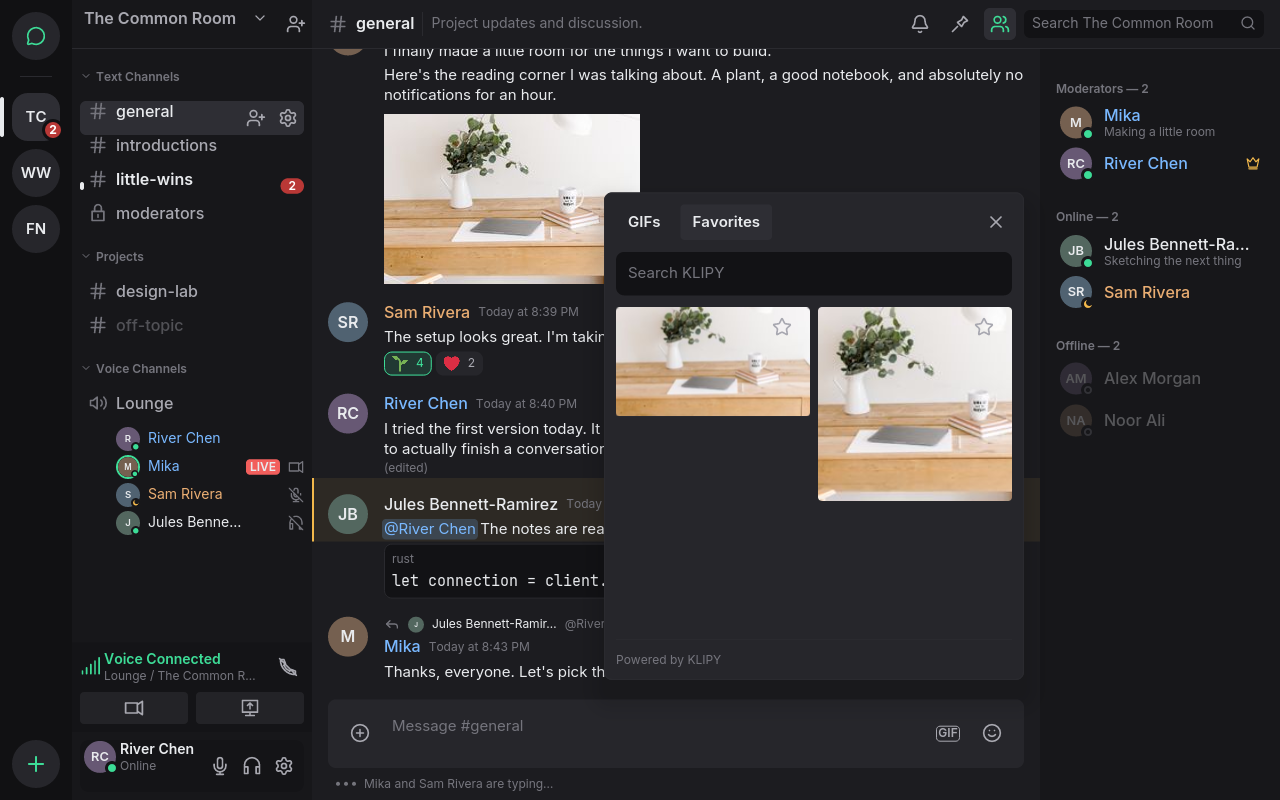 The Common Room
general
Project updates and discussion.
Search The Common Room
TC
2
WW
FN
Text Channels
general
introductions
little-wins
2
moderators
Projects
design-lab
off-topic
Voice Channels
Lounge
R
River Chen
M
Mika
LIVE
S
Sam Rivera
J
Jules Benne...
Voice Connected
Lounge / The Common R...
RC
River Chen
Online
I finally made a little room for the things I want to build.
Here's the reading corner I was talking about. A plant, a good notebook, and absolutely no
notifications for an hour.
SR
Sam Rivera Today at 8:39 PM
The setup looks great. I'm takin
4
2
RC
River Chen Today at 8:40 PM
I tried the first version today. It
to actually finish a conversation
(edited)
JB
Jules Bennett-Ramirez Today
@River Chen The notes are rea
rust
let connection = client.
J
Jules Bennett-Ramir... @River
M
Mika Today at 8:43 PM
Thanks, everyone. Let's pick th
Message #general
GIF
Mika and Sam Rivera are typing...
GIFs
Favorites
Search KLIPY
Powered by KLIPY
Moderators — 2
M
Mika
Making a little room
RC
River Chen
Online — 2
JB
Jules Bennett-Ra...
Sketching the next thing
SR
Sam Rivera
Offline — 2
AM
Alex Morgan
NA
Noor Ali